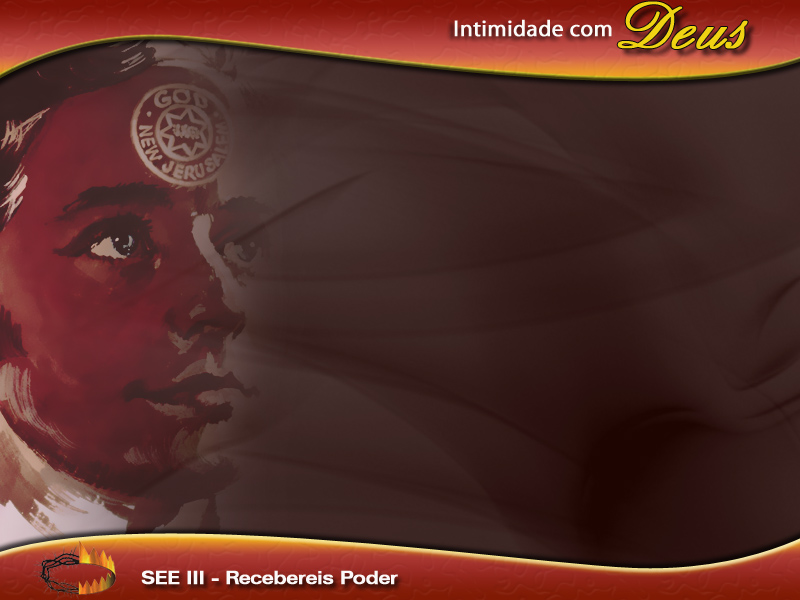 Intimidade com Deus
GOD
NEW JERUSALEM
SEE III - Recebereis Poder